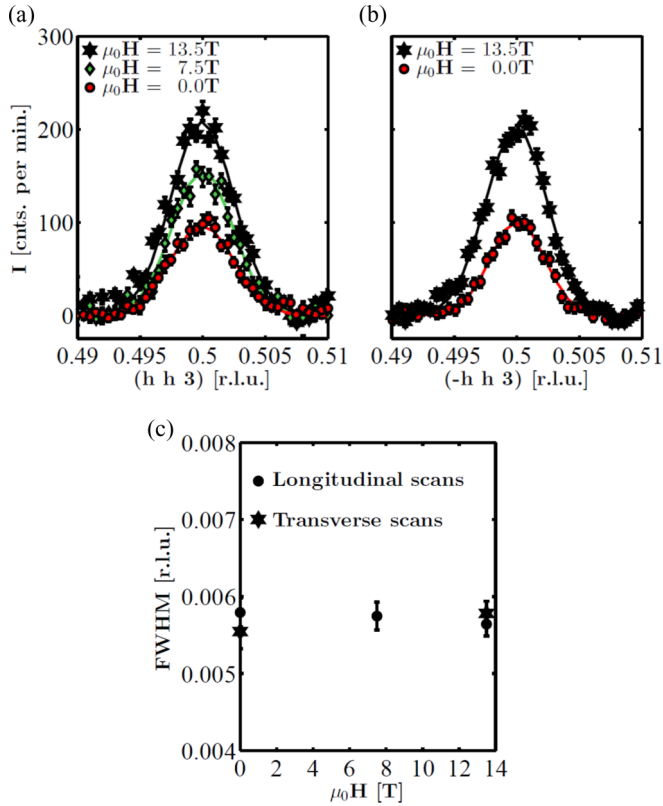 (a)
(b)
300
200
100
0
I [cnts. per min.]
μ₀H = 13.5T
μ₀H = 7.5T
μ₀H = 0.0T
μ₀H = 13.5T
μ₀H = 0.0T
0.49 0.495 0.5 0.505 0.51
0.49 0.495 0.5 0.505 0.51
(h h 3) [r.l.u.]
(-h h 3) [r.l.u.]
(c)
0.008
0.007
0.006
0.005
0.004
FWHM [r.l.u.]
Longitudinal scans
Transverse scans
0 2 4 6 8 10 12 14
μ₀H [T]